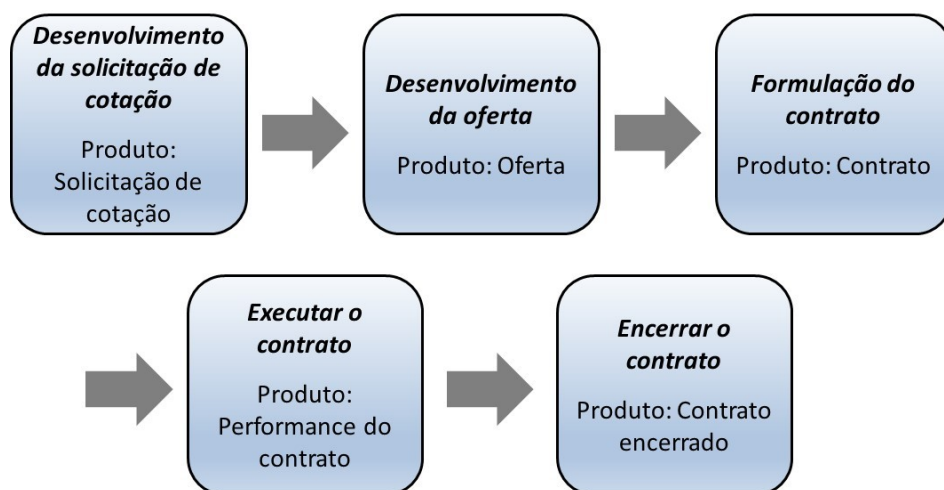 Desenvolvimento
da solicitação de
cotação
Produto:
Solicitação de
cotação
Desenvolvimento
da oferta
Produto: Oferta
Formulação do
contrato
Produto: Contrato
Executar o
contrato
Produto:
Performance do
contrato
Encerrar o
contrato
Produto: Contrato
encerrado